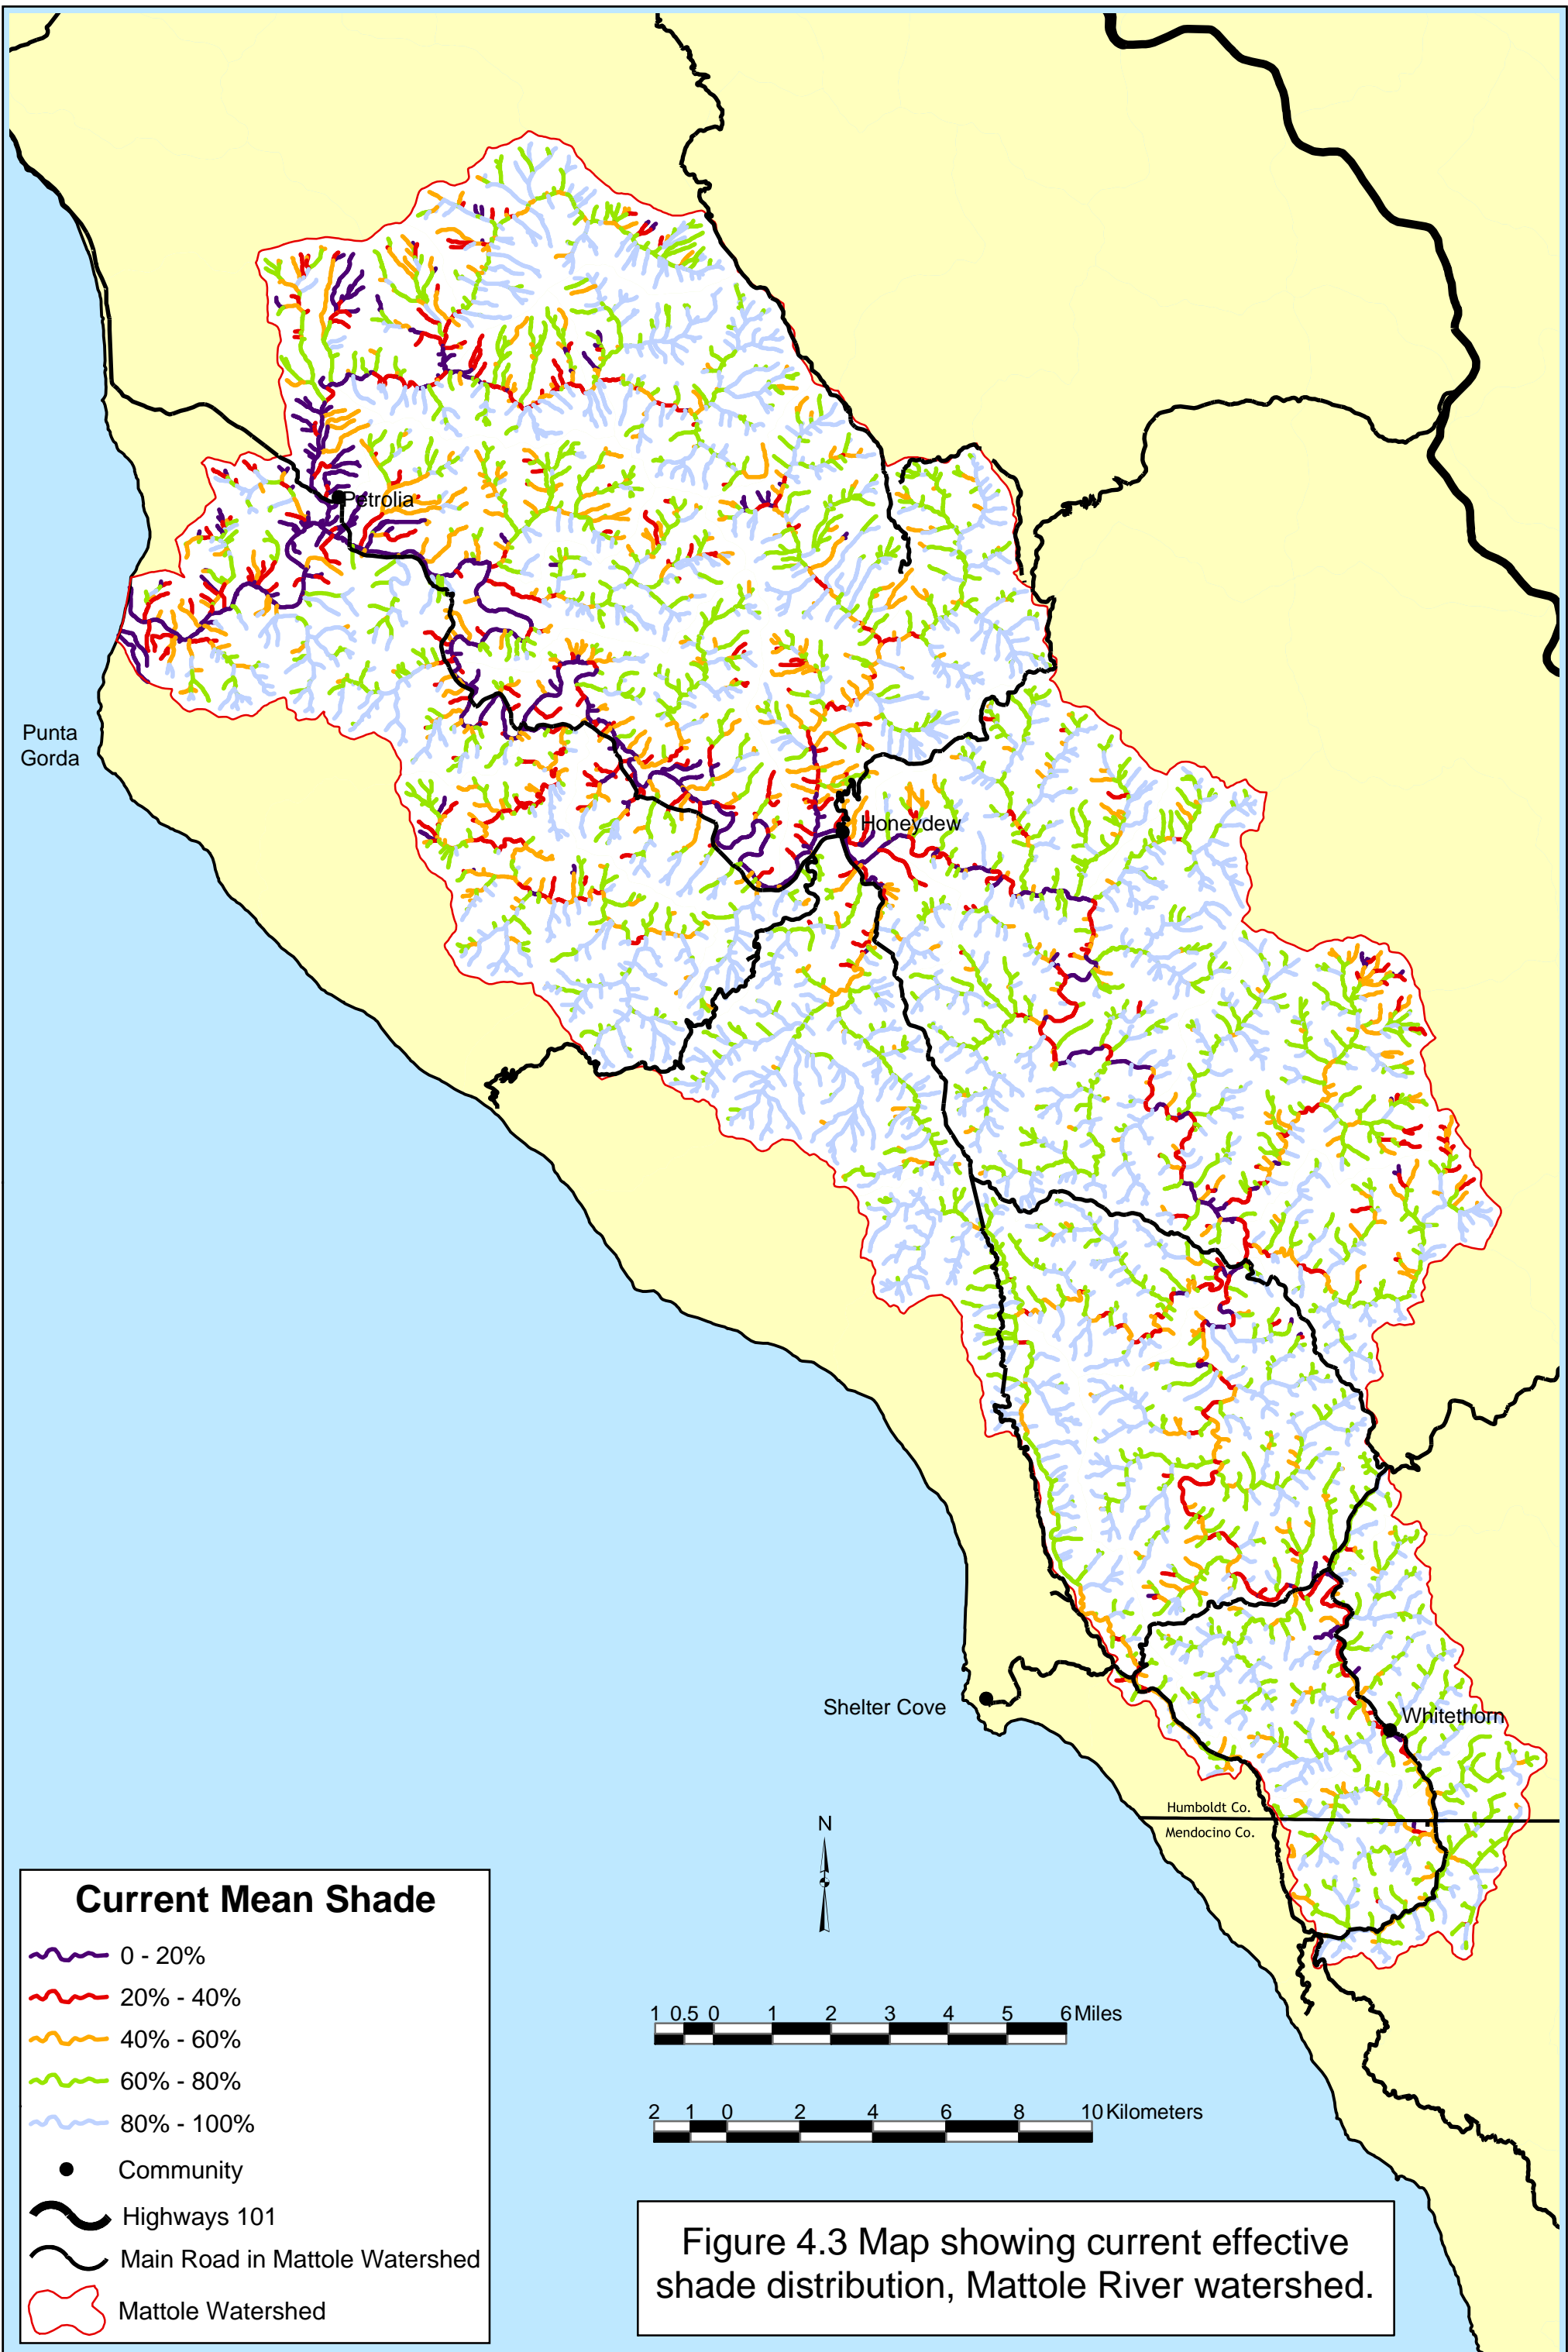 Petrolia
Punta
Gorda
Honeydew
Shelter Cove
Whitethorn
Humboldt Co.
Mendocino Co.
N
Current Mean Shade
0 - 20%
20% - 40%
40% - 60%
60% - 80%
80% - 100%
Community
Highways 101
Main Road in Mattole Watershed
Mattole Watershed
1 0.5 0 1 2 3 4 5 6 Miles
2 1 0 2 4 6 8 10 Kilometers
Figure 4.3 Map showing current effective
shade distribution, Mattole River watershed.